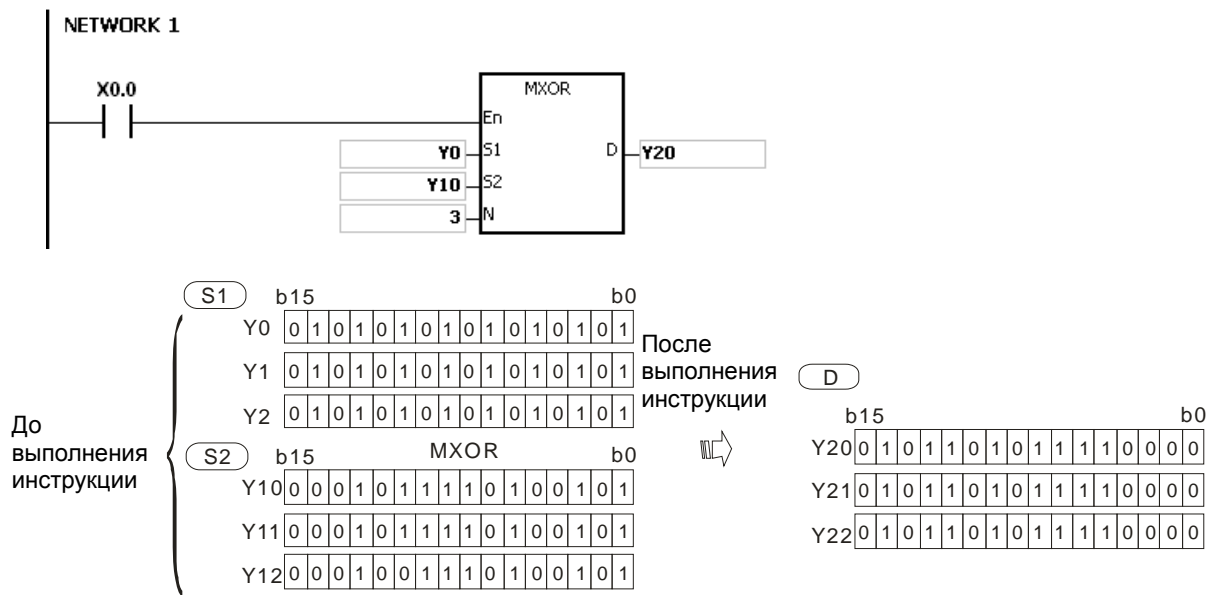 NETWORK 1
X0.0
MXOR
En
Y0 S1 D Y20
Y10 S2
3 N
S1 b15 b0
Y0 0 1 0 1 0 1 0 1 0 1 0 1 0 1 0 1
Y1 0 1 0 1 0 1 0 1 0 1 0 1 0 1 0 1
Y2 0 1 0 1 0 1 0 1 0 1 0 1 0 1 0 1
До
выполнения
инструкции
S2 b15 MXOR b0
Y10 0 0 0 1 0 1 1 1 1 0 1 0 0 1 0 1
Y11 0 0 0 1 0 1 1 1 1 0 1 0 0 1 0 1
Y12 0 0 0 1 0 0 1 1 1 0 1 0 0 1 0 1
После
выполнения
инструкции
D
b15 b0
Y20 0 1 0 1 1 0 1 0 1 1 1 1 0 0 0 0
Y21 0 1 0 1 1 0 1 0 1 1 1 1 0 0 0 0
Y22 0 1 0 1 1 0 1 0 1 1 1 1 0 0 0 0